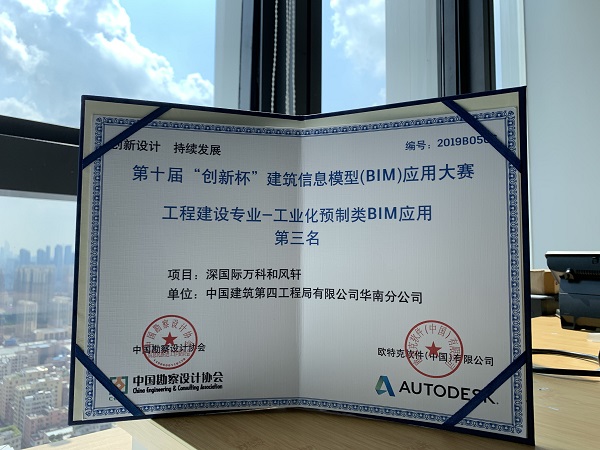 创新设计 持续发展
编号：2019B050
第十届“创新杯”建筑信息模型(BIM)应用大赛
工程建设专业–工业化预制类BIM应用
第三名
项目：深国际万科和风轩
单位：中国建筑第四工程局有限公司华南分公司
中国勘察设计协会
欧特克软件(中国)有限公司
中国勘察设计协会
China Engineering & Consulting Association
AUTODESK.